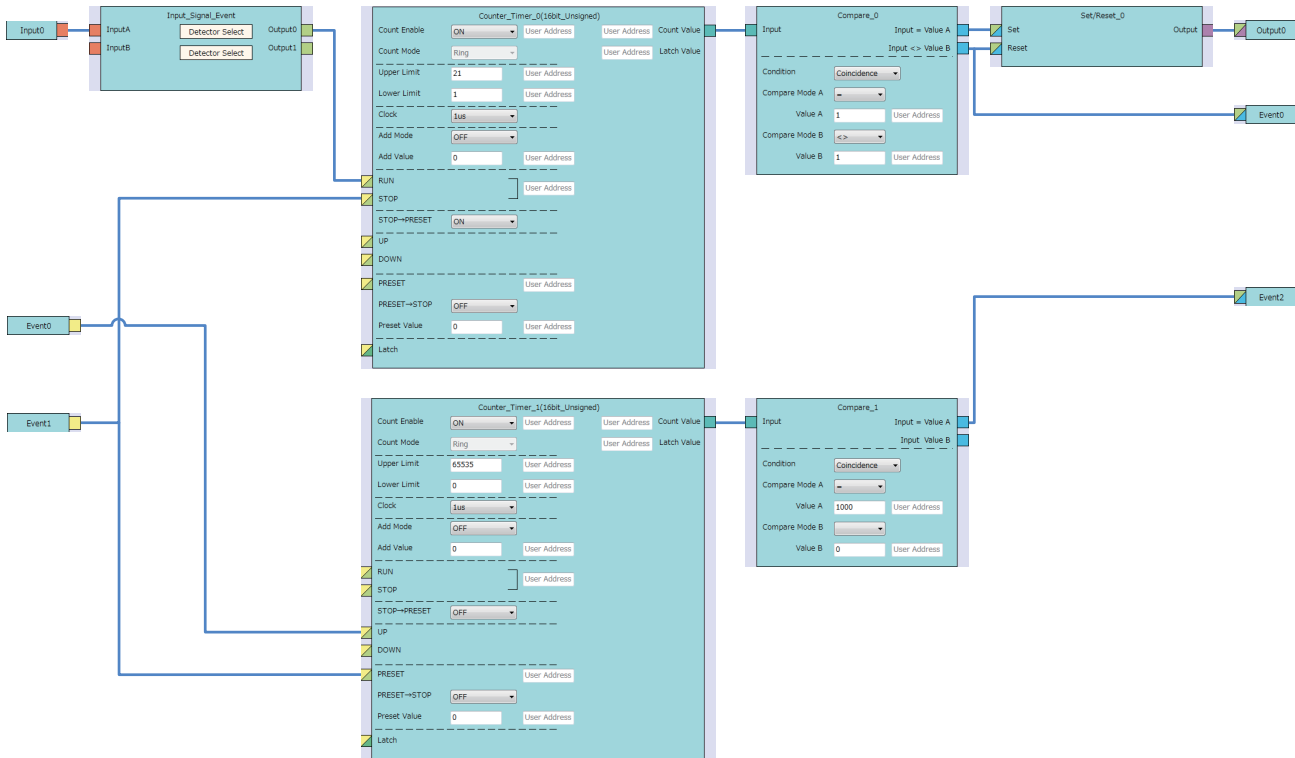 Input_Signal_Event
Input0
InputA
Detector Select
Output0
InputB
Detector Select
Output1
Counter_Timer_0(16bit_Unsigned)
Count Enable ON User Address User Address Count Value
Count Mode Ring User Address Latch Value
Upper Limit 21 User Address
Lower Limit 1 User Address
Clock 1us
Add Mode OFF
Add Value 0 User Address
RUN
User Address
STOP
STOP→PRESET ON
UP
DOWN
PRESET User Address
PRESET→STOP OFF
Preset Value 0 User Address
Latch
Compare_0
Input Input = Value A
Input <> Value B
Condition Coincidence
Compare Mode A =
Value A 1 User Address
Compare Mode B <>
Value B 1 User Address
Set/Reset_0
Set Output
Reset
Output0
Event0
Event2
Event0
Event1
Counter_Timer_1(16bit_Unsigned)
Count Enable ON User Address User Address Count Value
Count Mode Ring User Address Latch Value
Upper Limit 65535 User Address
Lower Limit 0 User Address
Clock 1us
Add Mode OFF
Add Value 0 User Address
RUN
User Address
STOP
STOP→PRESET OFF
UP
DOWN
PRESET User Address
PRESET→STOP OFF
Preset Value 0 User Address
Latch
Compare_1
Input Input = Value A
Input Value B
Condition Coincidence
Compare Mode A =
Value A 1000 User Address
Compare Mode B
Value B 0 User Address